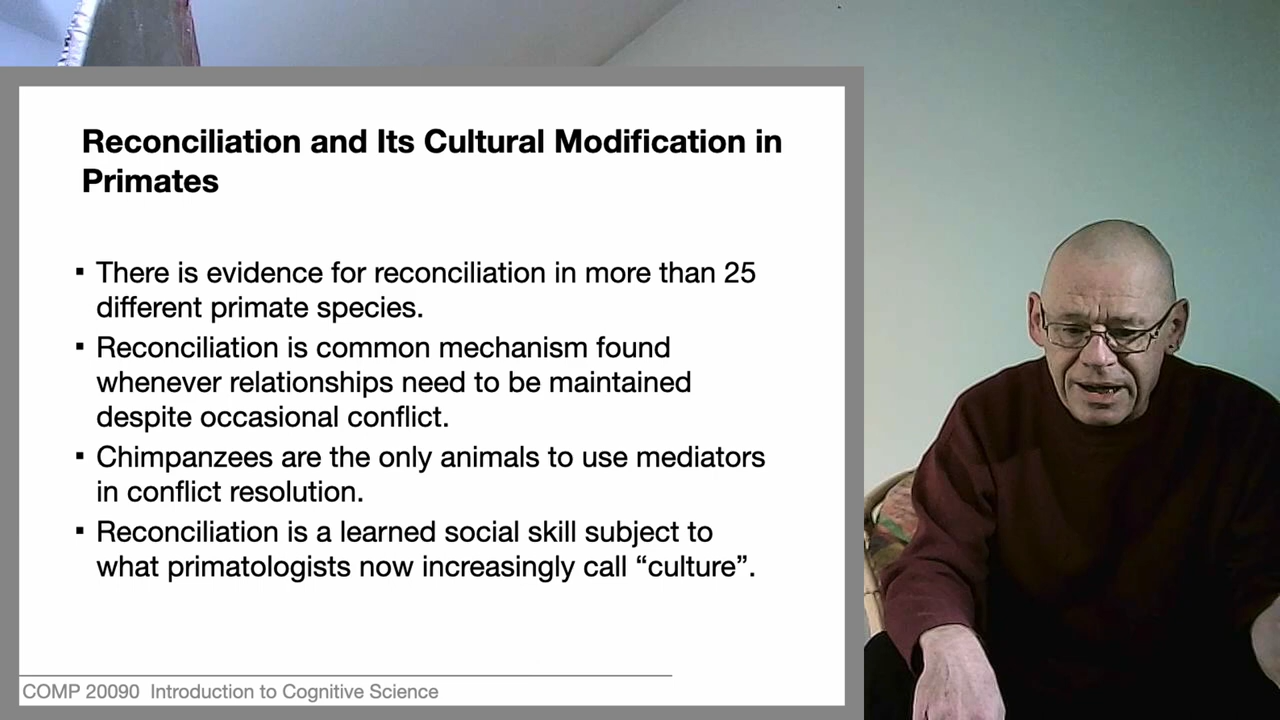 Reconciliation and Its Cultural Modification in
Primates
▪ There is evidence for reconciliation in more than 25
different primate species.
▪ Reconciliation is common mechanism found
whenever relationships need to be maintained
despite occasional conflict.
▪ Chimpanzees are the only animals to use mediators
in conflict resolution.
▪ Reconciliation is a learned social skill subject to
what primatologists now increasingly call “culture”.
COMP 20090 Introduction to Cognitive Science